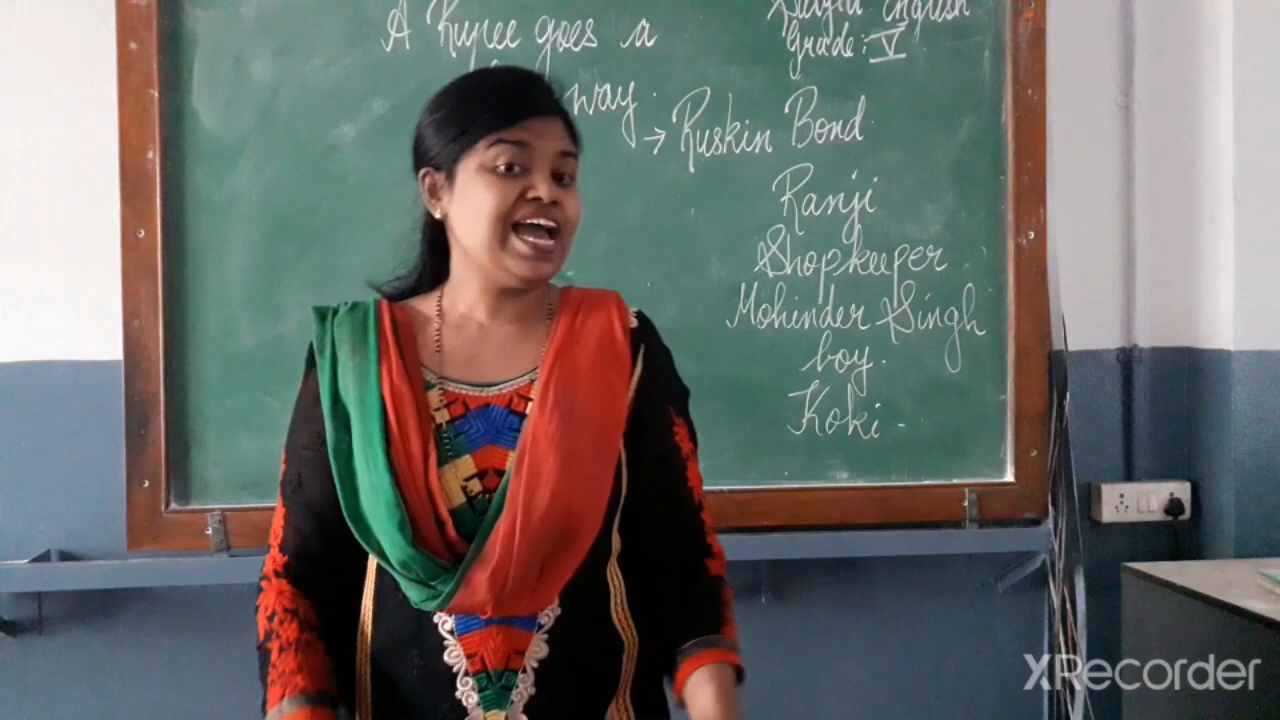 A Rupee goes a
way.
English
Grade: V
→ Ruskin Bond
Ranji
Shopkeeper
Mohinder Singh
boy.
Koki -
XRecorder